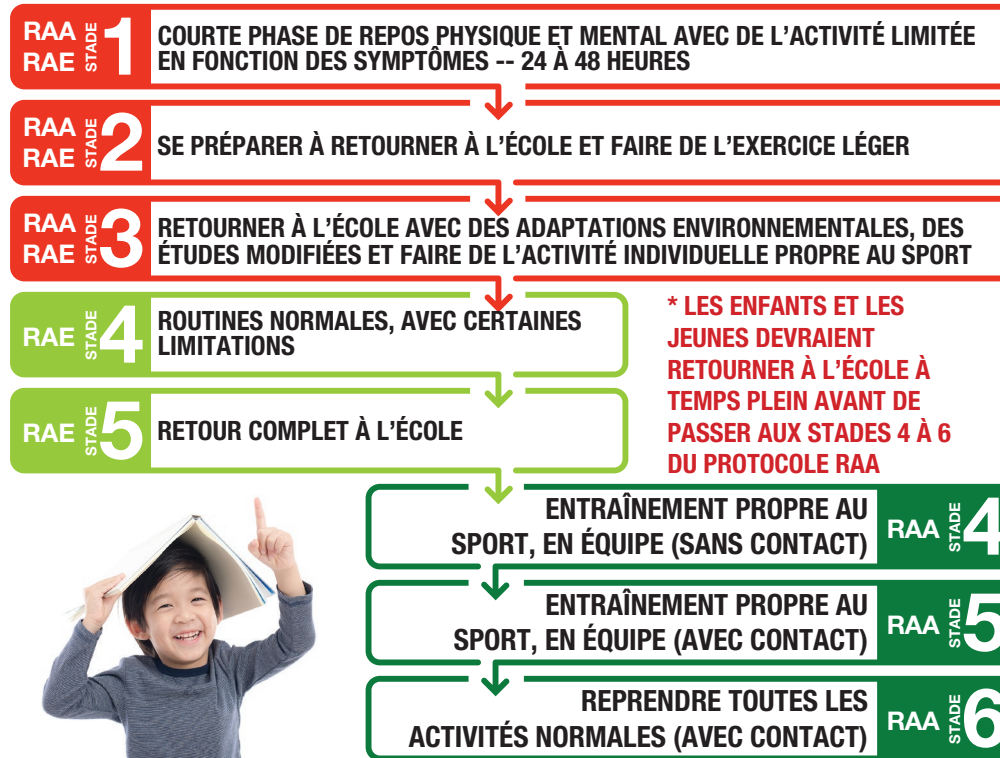 RAA
RAE
STADE
1
COURTE PHASE DE REPOS PHYSIQUE ET MENTAL AVEC DE L'ACTIVITÉ LIMITÉE
EN FONCTION DES SYMPTÔMES -- 24 À 48 HEURES
RAA
RAE
STADE
2
SE PRÉPARER À RETOURNER À L'ÉCOLE ET FAIRE DE L'EXERCICE LÉGER
RAA
RAE
STADE
3
RETOURNER À L'ÉCOLE AVEC DES ADAPTATIONS ENVIRONNEMENTALES, DES
ÉTUDES MODIFIÉES ET FAIRE DE L'ACTIVITÉ INDIVIDUELLE PROPRE AU SPORT
RAE
STADE
4
ROUTINES NORMALES, AVEC CERTAINES
LIMITATIONS
RAE
STADE
5
RETOUR COMPLET À L'ÉCOLE
* LES ENFANTS ET LES
JEUNES DEVRAIENT
RETOURNER À L'ÉCOLE À
TEMPS PLEIN AVANT DE
PASSER AUX STADES 4 À 6
DU PROTOCOLE RAA
ENTRAÎNEMENT PROPRE AU
SPORT, EN ÉQUIPE (SANS CONTACT)
RAA
STADE
4
ENTRAÎNEMENT PROPRE AU
SPORT, EN ÉQUIPE (AVEC CONTACT)
RAA
STADE
5
REPRENDRE TOUTES LES
ACTIVITÉS NORMALES (AVEC CONTACT)
RAA
STADE
6